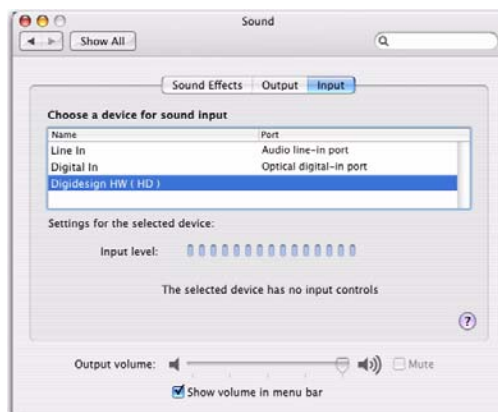 Sound
Show All
Sound Effects Output Input
Choose a device for sound input
Name Port
Line In Audio line-in port
Digital In Optical digital-in port
Digidesign HW ( HD )
Settings for the selected device:
Input level:
The selected device has no input controls
?
Output volume: Mute
Show volume in menu bar